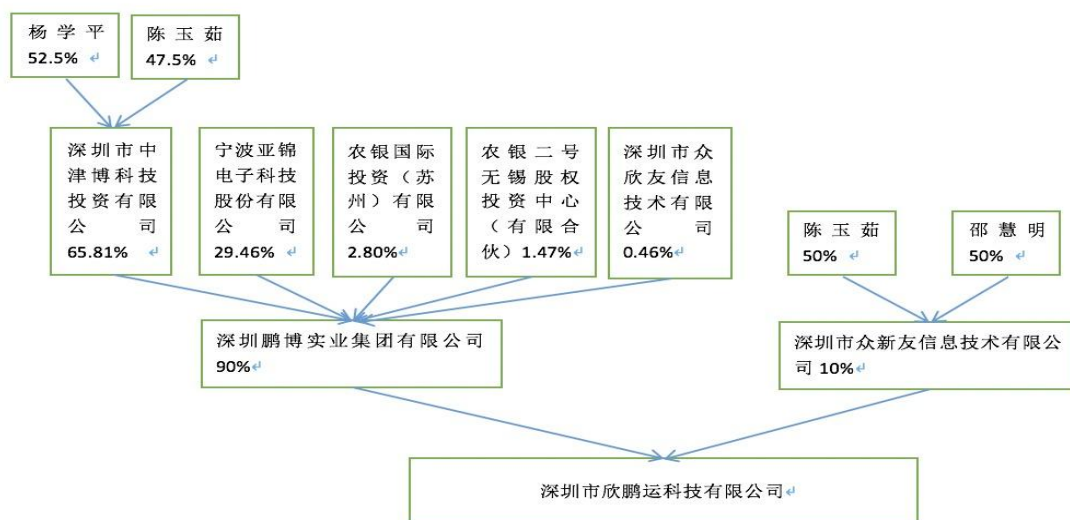 杨学平
52.5%
陈玉茹
47.5%
深圳市中
津博科技
投资有限
公司
65.81%
宁波亚锦
电子科技
股份有限
公司
29.46%
农银国际
投资（苏
州）有限
公司
2.80%
农银二号
无锡股权
投资中心
（有限合
伙）1.47%
深圳市众
欣友信息
技术有限
公司
0.46%
陈玉茹
50%
邵慧明
50%
深圳鹏博实业集团有限公司
90%
深圳市众新友信息技术有限公
司 10%
深圳市欣鹏运科技有限公司